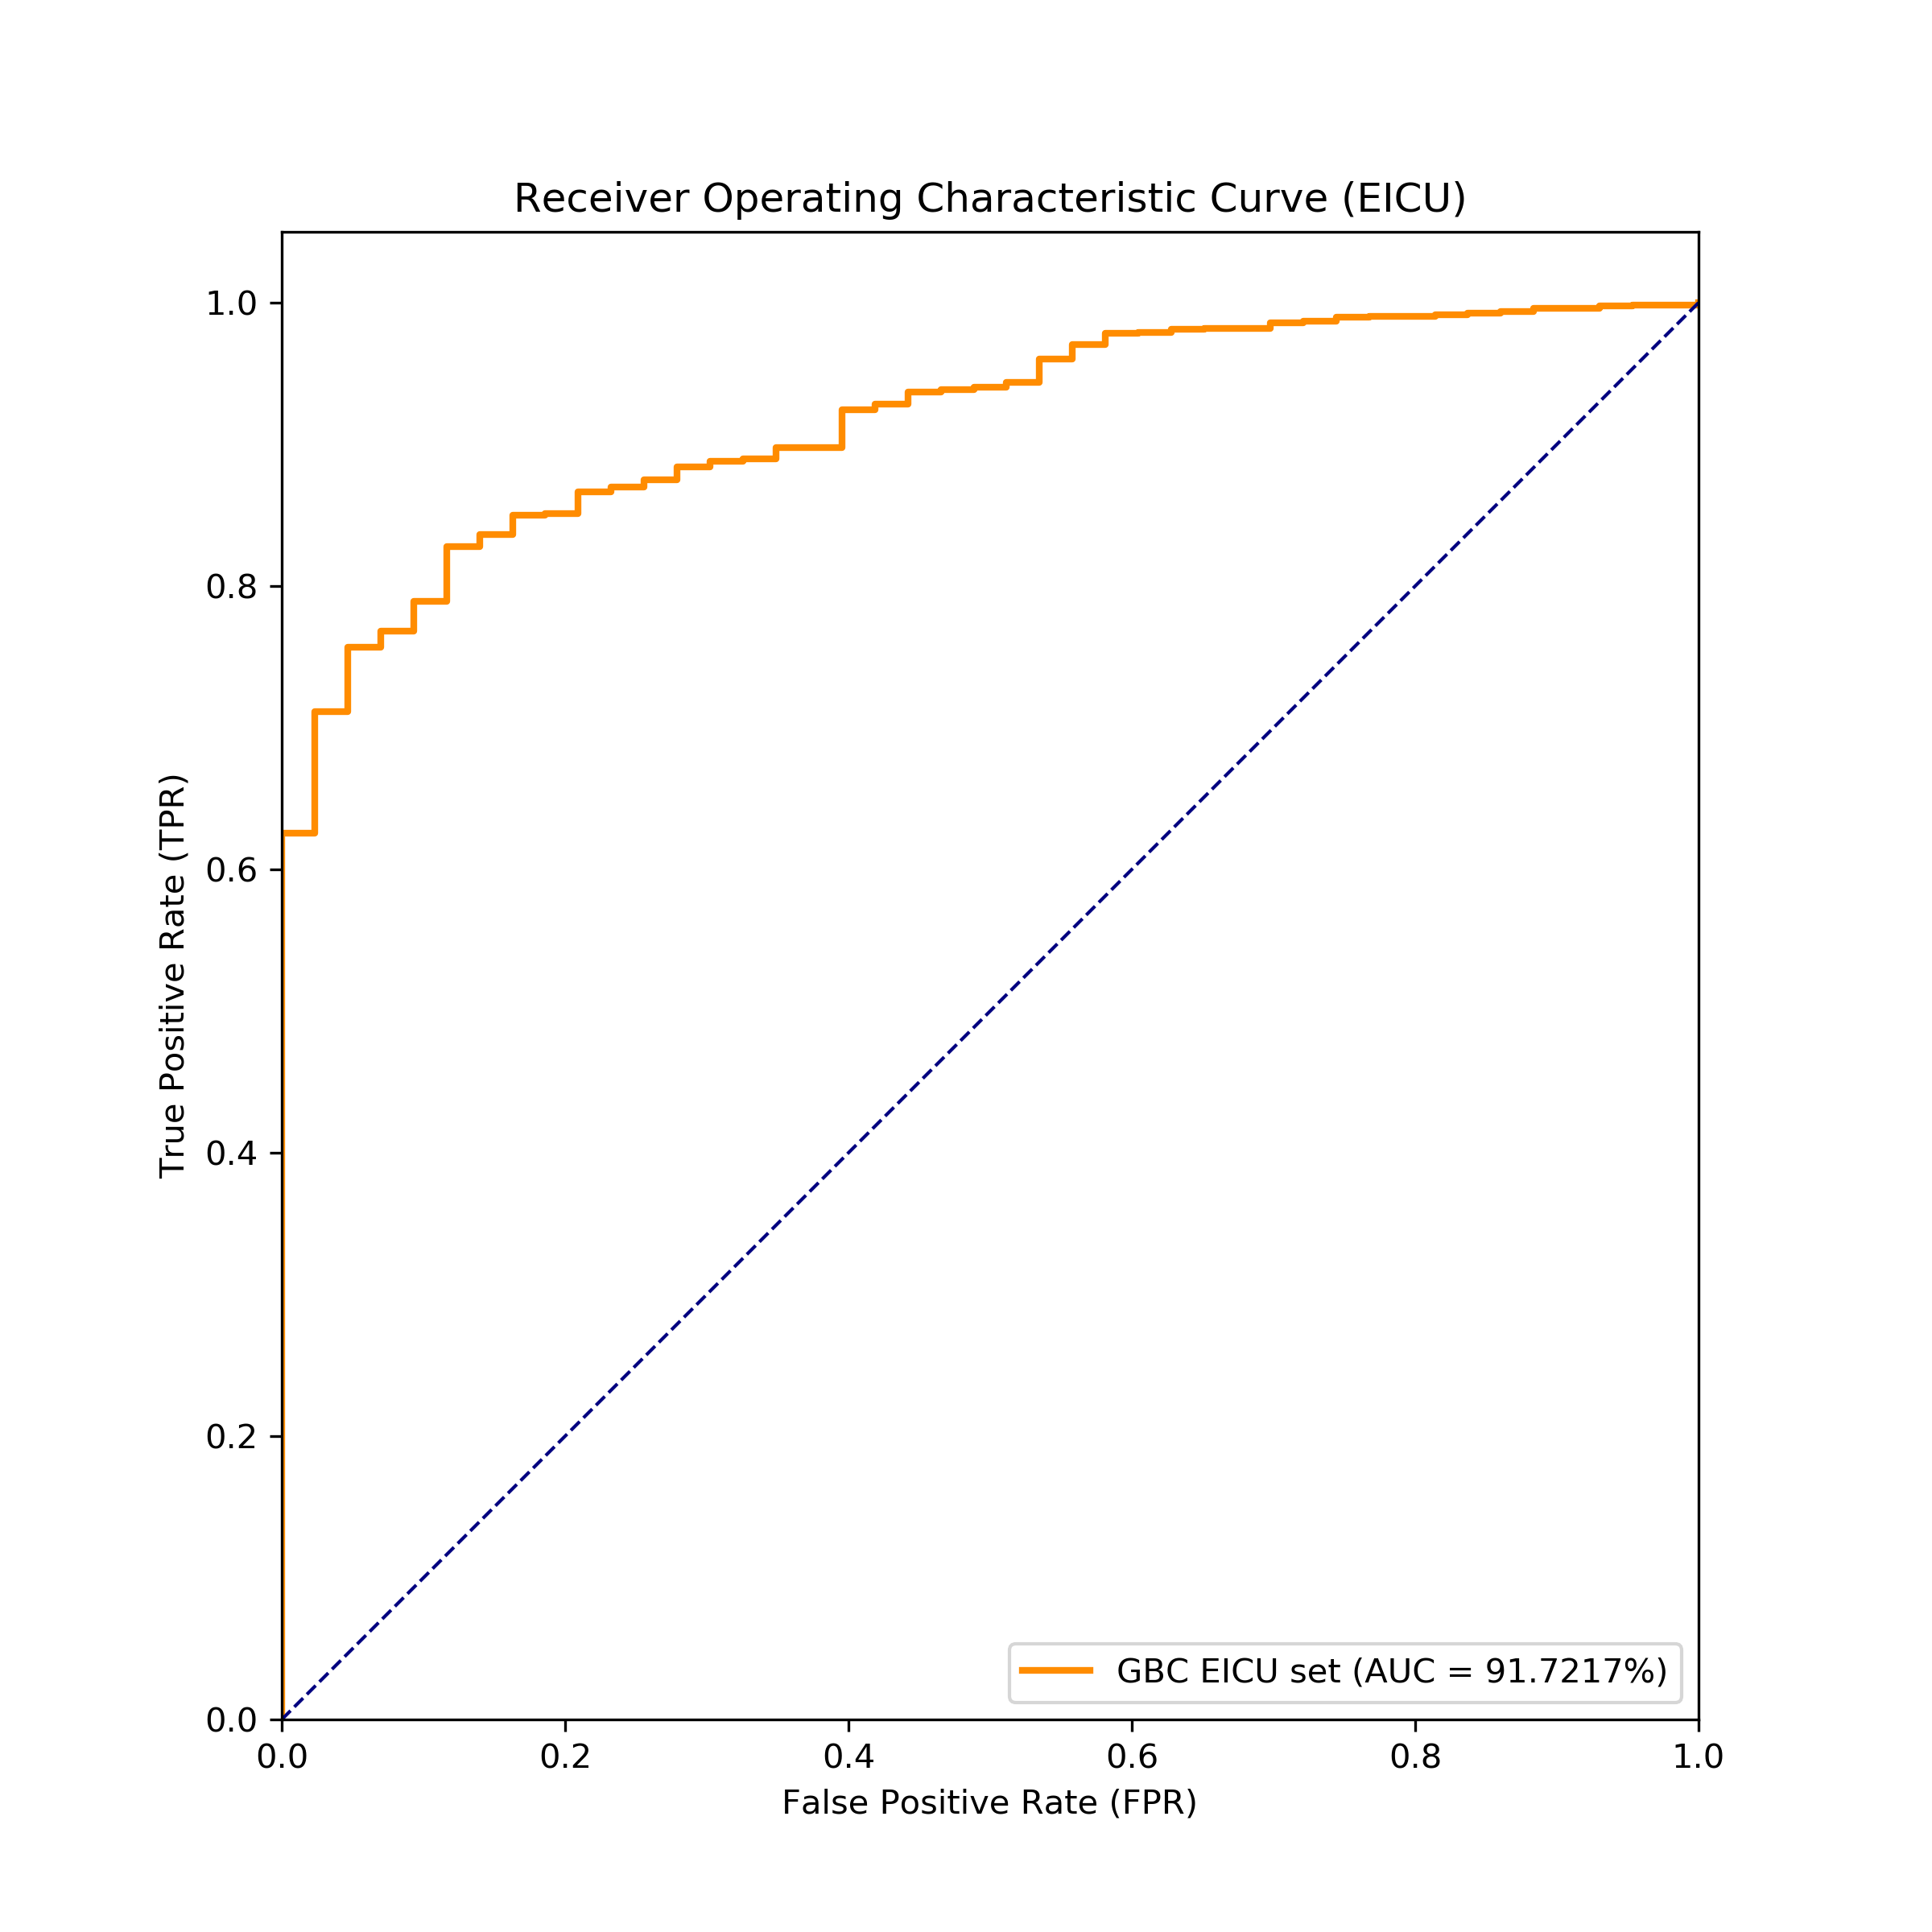 Receiver Operating Characteristic Curve (EICU)
True Positive Rate (TPR)
1.0
0.8
0.6
0.4
0.2
0.0
GBC EICU set (AUC = 91.7217%)
0.0 0.2 0.4 0.6 0.8 1.0
False Positive Rate (FPR)